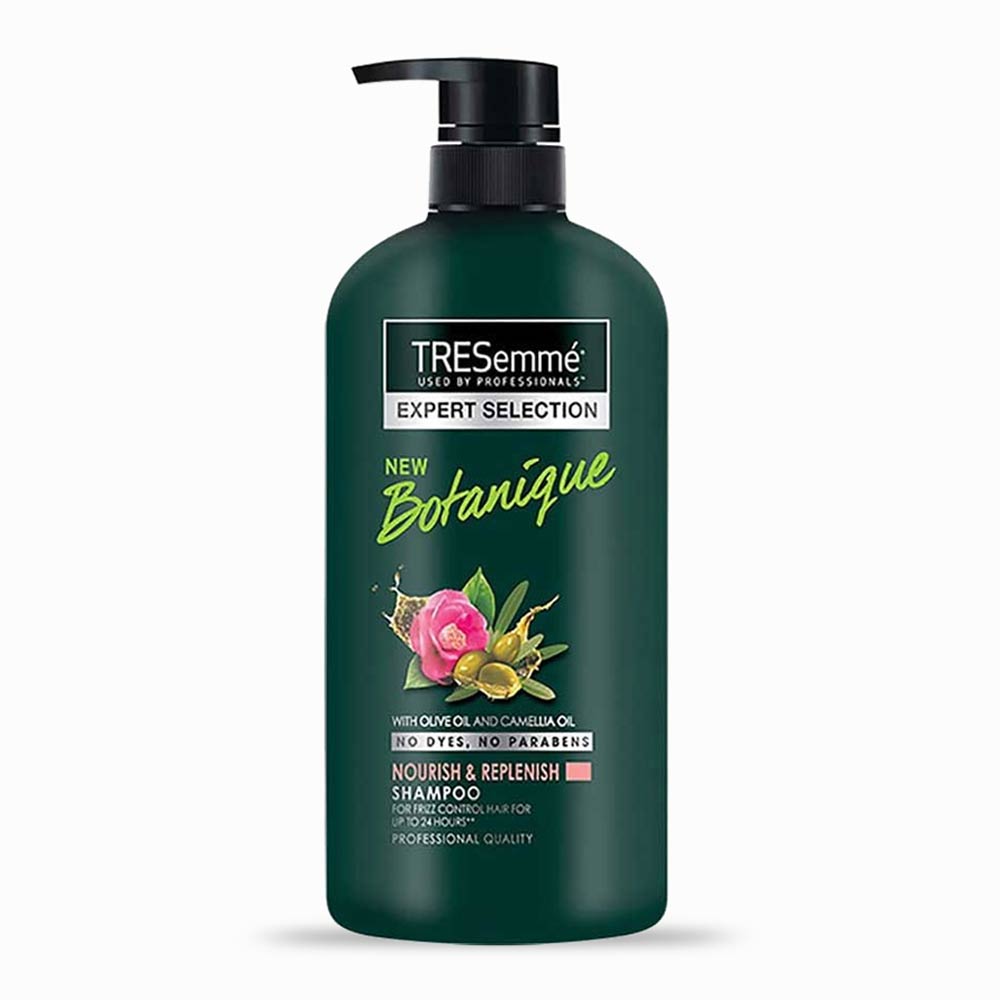 TRESemmé
USED BY PROFESSIONALS™
EXPERT SELECTION
NEW
Botanique
WITH OLIVE OIL AND CAMELLIA OIL
NO DYES, NO PARABENS
NOURISH & REPLENISH
SHAMPOO
FOR FRIZZ CONTROL HAIR FOR
UP TO 24 HOURS**
PROFESSIONAL QUALITY